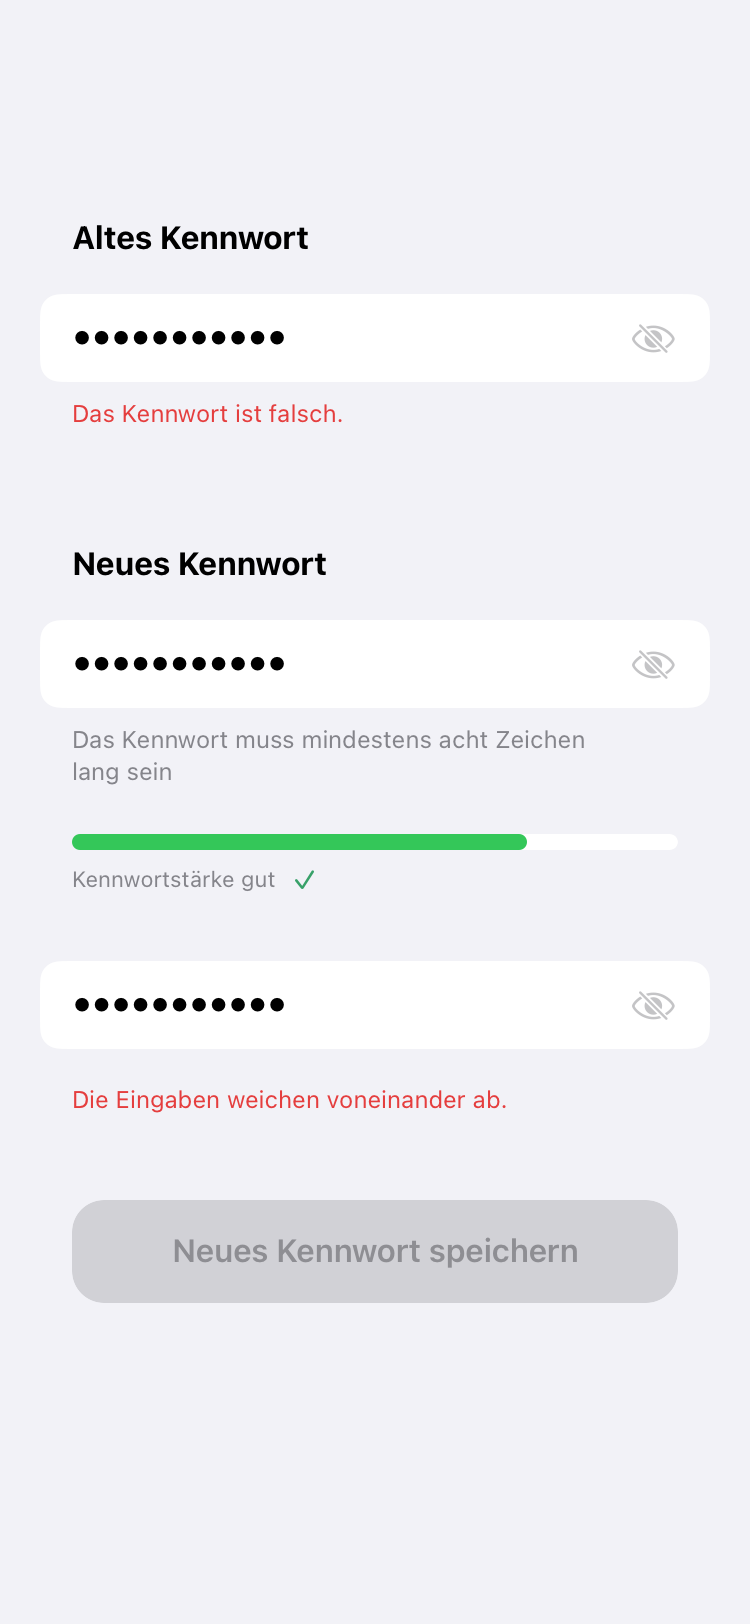 Altes Kennwort
•••••••••••
Das Kennwort ist falsch.
Neues Kennwort
•••••••••••
Das Kennwort muss mindestens acht Zeichen
lang sein
Kennwortstärke gut
•••••••••••
Die Eingaben weichen voneinander ab.
Neues Kennwort speichern